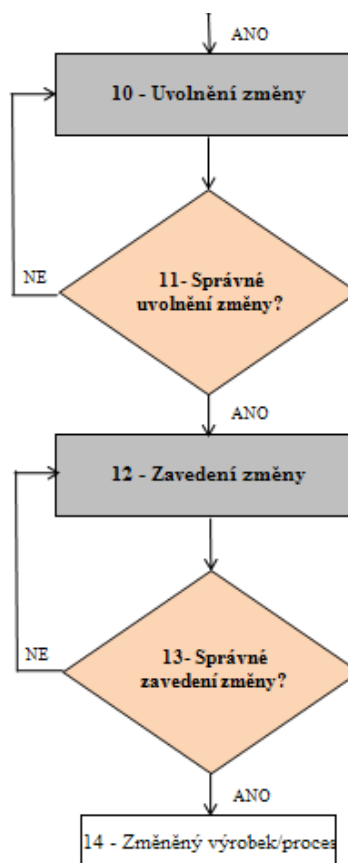 ANO
10 - Uvolnění změny
11- Správné
uvolnění změny?
NE
ANO
12 - Zavedení změny
13- Správné
zavedení změny?
NE
ANO
14 - Změněný výrobek/proces